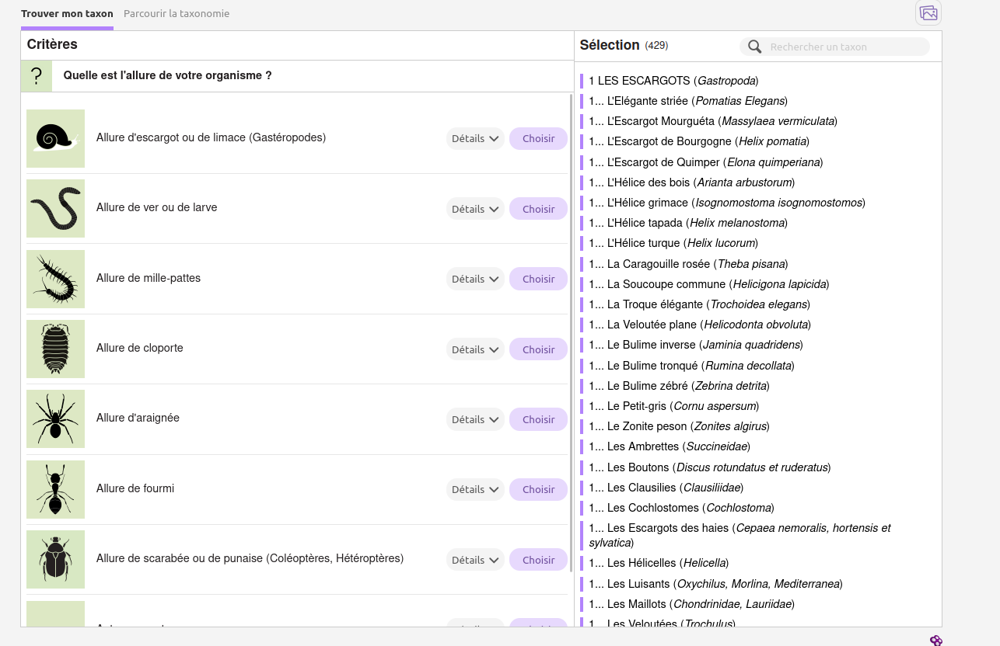 Trouver mon taxon Parcourir la taxonomie
Critères
? Quelle est l'allure de votre organisme ?
Allure d'escargot ou de limace (Gastéropodes) Détails Choisir
Allure de ver ou de larve Détails Choisir
Allure de mille-pattes Détails Choisir
Allure de cloporte Détails Choisir
Allure d'araignée Détails Choisir
Allure de fourmi Détails Choisir
Allure de scarabée ou de punaise (Coléoptères, Hétéroptères) Détails Choisir
Sélection (429) Rechercher un taxon
1 LES ESCARGOTS (Gastropoda)
1... L'Elégante striée (Pomatias Elegans)
1... L'Escargot Mourguéta (Massylaea vermiculata)
1... L'Escargot de Bourgogne (Helix pomatia)
1... L'Escargot de Quimper (Elona quimperiana)
1... L'Hélice des bois (Arianta arbustorum)
1... L'Hélice grimace (Isognomostoma isognomostomos)
1... L'Hélice tapada (Helix melanostoma)
1... L'Hélice turque (Helix lucorum)
1... La Caragouille rosée (Theba pisana)
1... La Soucoupe commune (Helicigona lapicida)
1... La Troque élégante (Trochoidea elegans)
1... La Veloutée plane (Helicodonta obvoluta)
1... Le Bulime inverse (Jaminia quadridens)
1... Le Bulime tronqué (Rumina decollata)
1... Le Bulime zébré (Zebrina detrita)
1... Le Petit-gris (Cornu aspersum)
1... Le Zonite peson (Zonites algirus)
1... Les Ambrettes (Succineidae)
1... Les Boutons (Discus rotundatus et ruderatus)
1... Les Clausilies (Clausiliidae)
1... Les Cochlostomes (Cochlostoma)
1... Les Escargots des haies (Cepaea nemoralis, hortensis et
sylvatica)
1... Les Hélicelles (Helicella)
1... Les Luisants (Oxychilus, Morlina, Mediterranea)
1... Les Maillots (Chondrinidae, Lauriidae)
1... Les Veloutées (Trochulus)